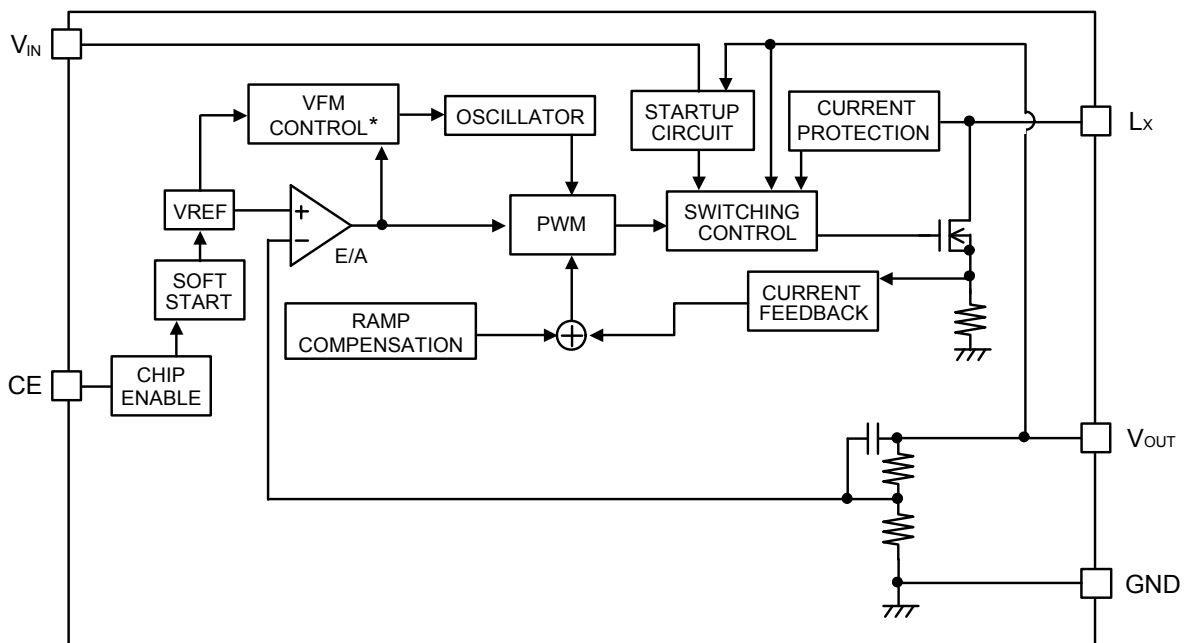 VIN
VFM
CONTROL*
OSCILLATOR
STARTUP
CIRCUIT
CURRENT
PROTECTION
LX
VREF
+
−
E/A
PWM
SWITCHING
CONTROL
SOFT
START
RAMP
COMPENSATION
CURRENT
FEEDBACK
CE
CHIP
ENABLE
VOUT
GND